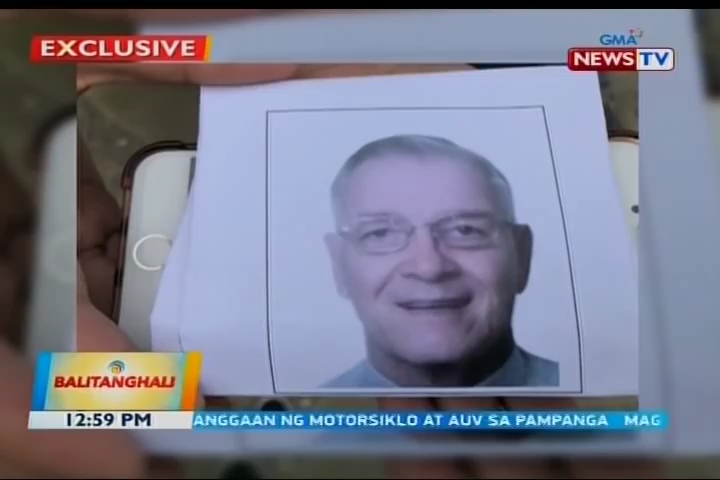 EXCLUSIVE
GMA
NEWS TV
BALITANGHALI
12:59 PM
ANGGAAN NG MOTORSIKLO AT AUV SA PAMPANGA MAG